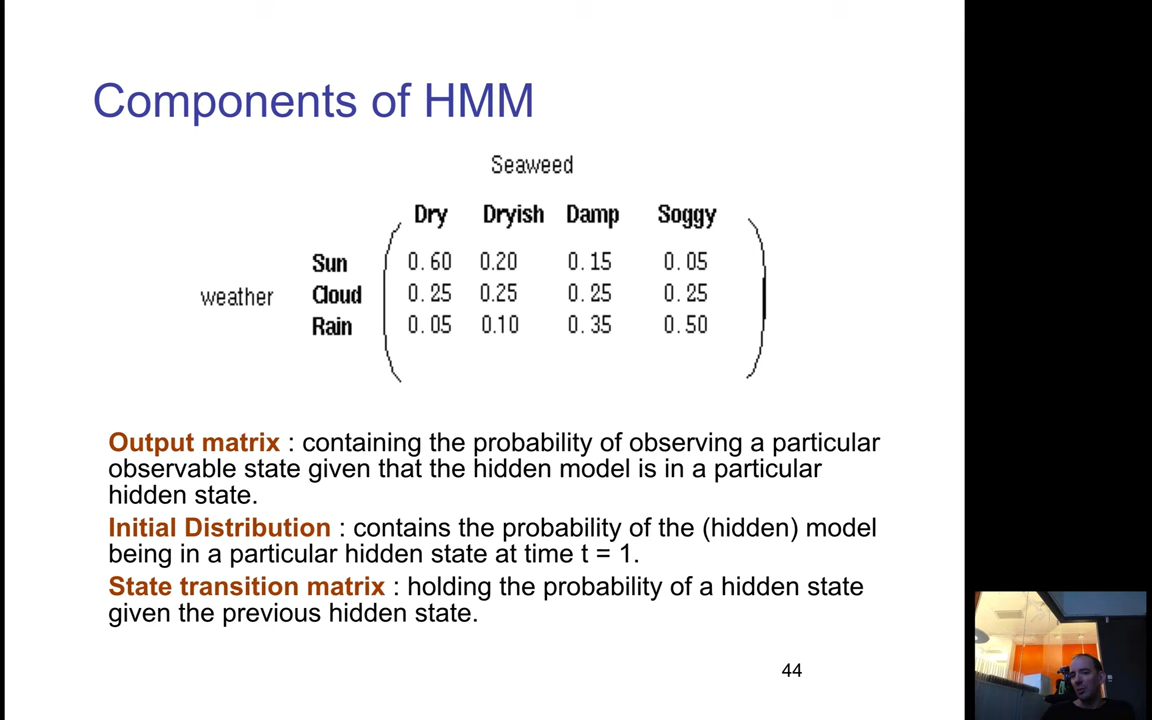 Components of HMM
Seaweed
Dry Dryish Damp Soggy
Sun 0.60 0.20 0.15 0.05
weather Cloud 0.25 0.25 0.25 0.25
Rain 0.05 0.10 0.35 0.50
Output matrix : containing the probability of observing a particular
observable state given that the hidden model is in a particular
hidden state.
Initial Distribution : contains the probability of the (hidden) model
being in a particular hidden state at time t = 1.
State transition matrix : holding the probability of a hidden state
given the previous hidden state.
44